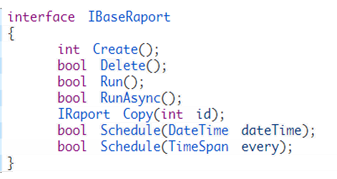 interface IBaseRaport
{
int Create();
bool Delete();
bool Run();
bool RunAsync();
IRaport Copy(int id);
bool Schedule(DateTime dateTime);
bool Schedule(TimeSpan every);
}